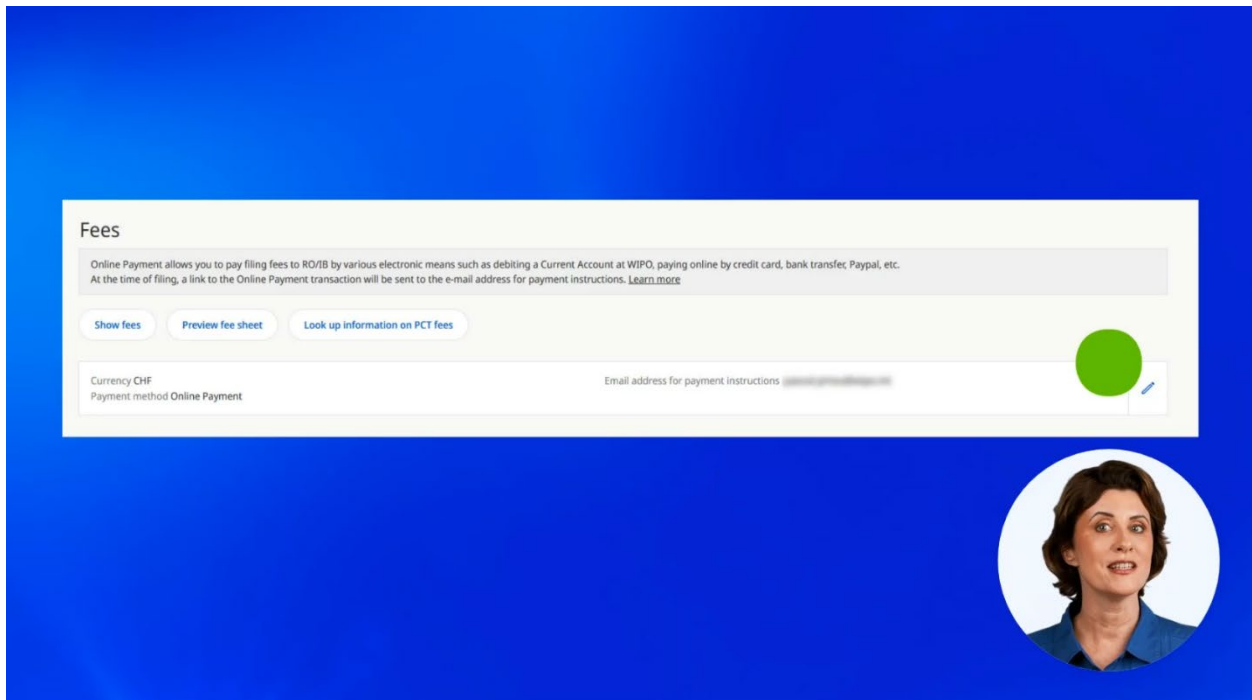 Fees
Online Payment allows you to pay filing fees to RO/IB by various electronic means such as debiting a Current Account at WIPO, paying online by credit card, bank transfer, Paypal, etc.
At the time of filing, a link to the Online Payment transaction will be sent to the e-mail address for payment instructions. Learn more
Show fees
Preview fee sheet
Look up information on PCT fees
Currency CHF
Payment method Online Payment
Email address for payment instructions